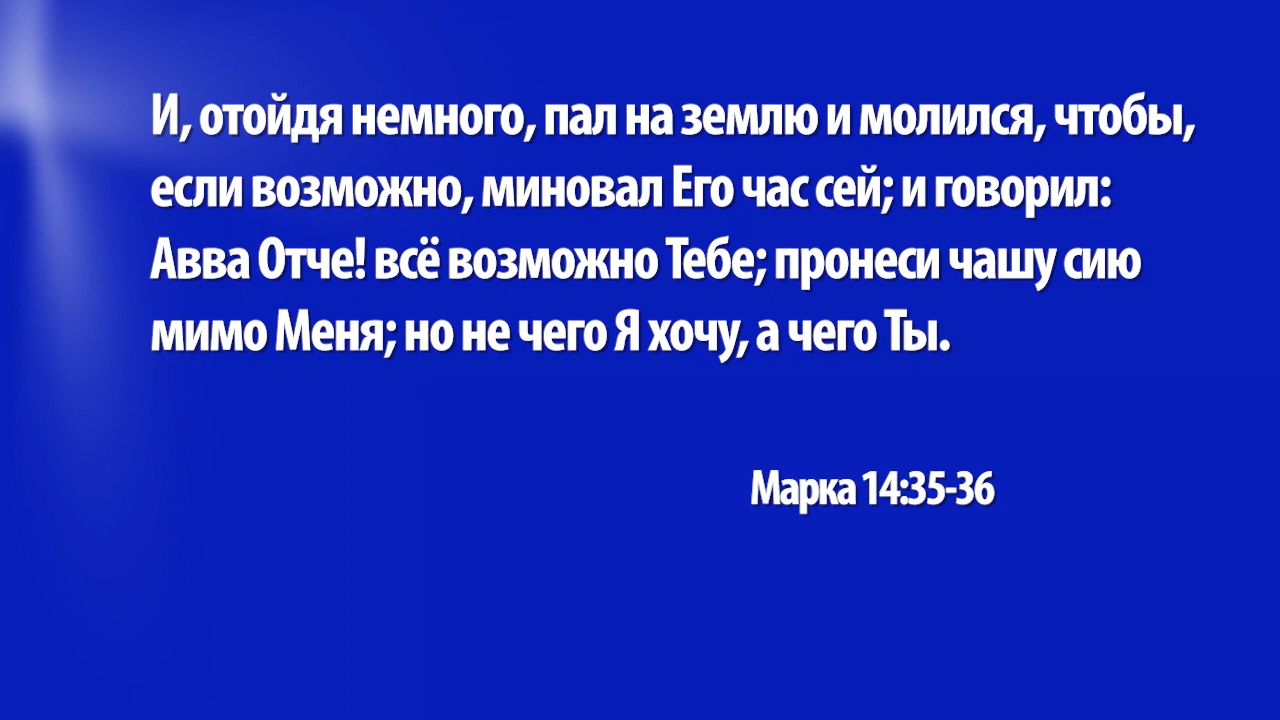 И, отойдя немного, пал на землю и молился, чтобы,
если возможно, миновал Его час сей; и говорил:
Авва Отче! всё возможно Тебе; пронеси чашу сию
мимо Меня; но не чего Я хочу, а чего Ты.
Марка 14:35-36